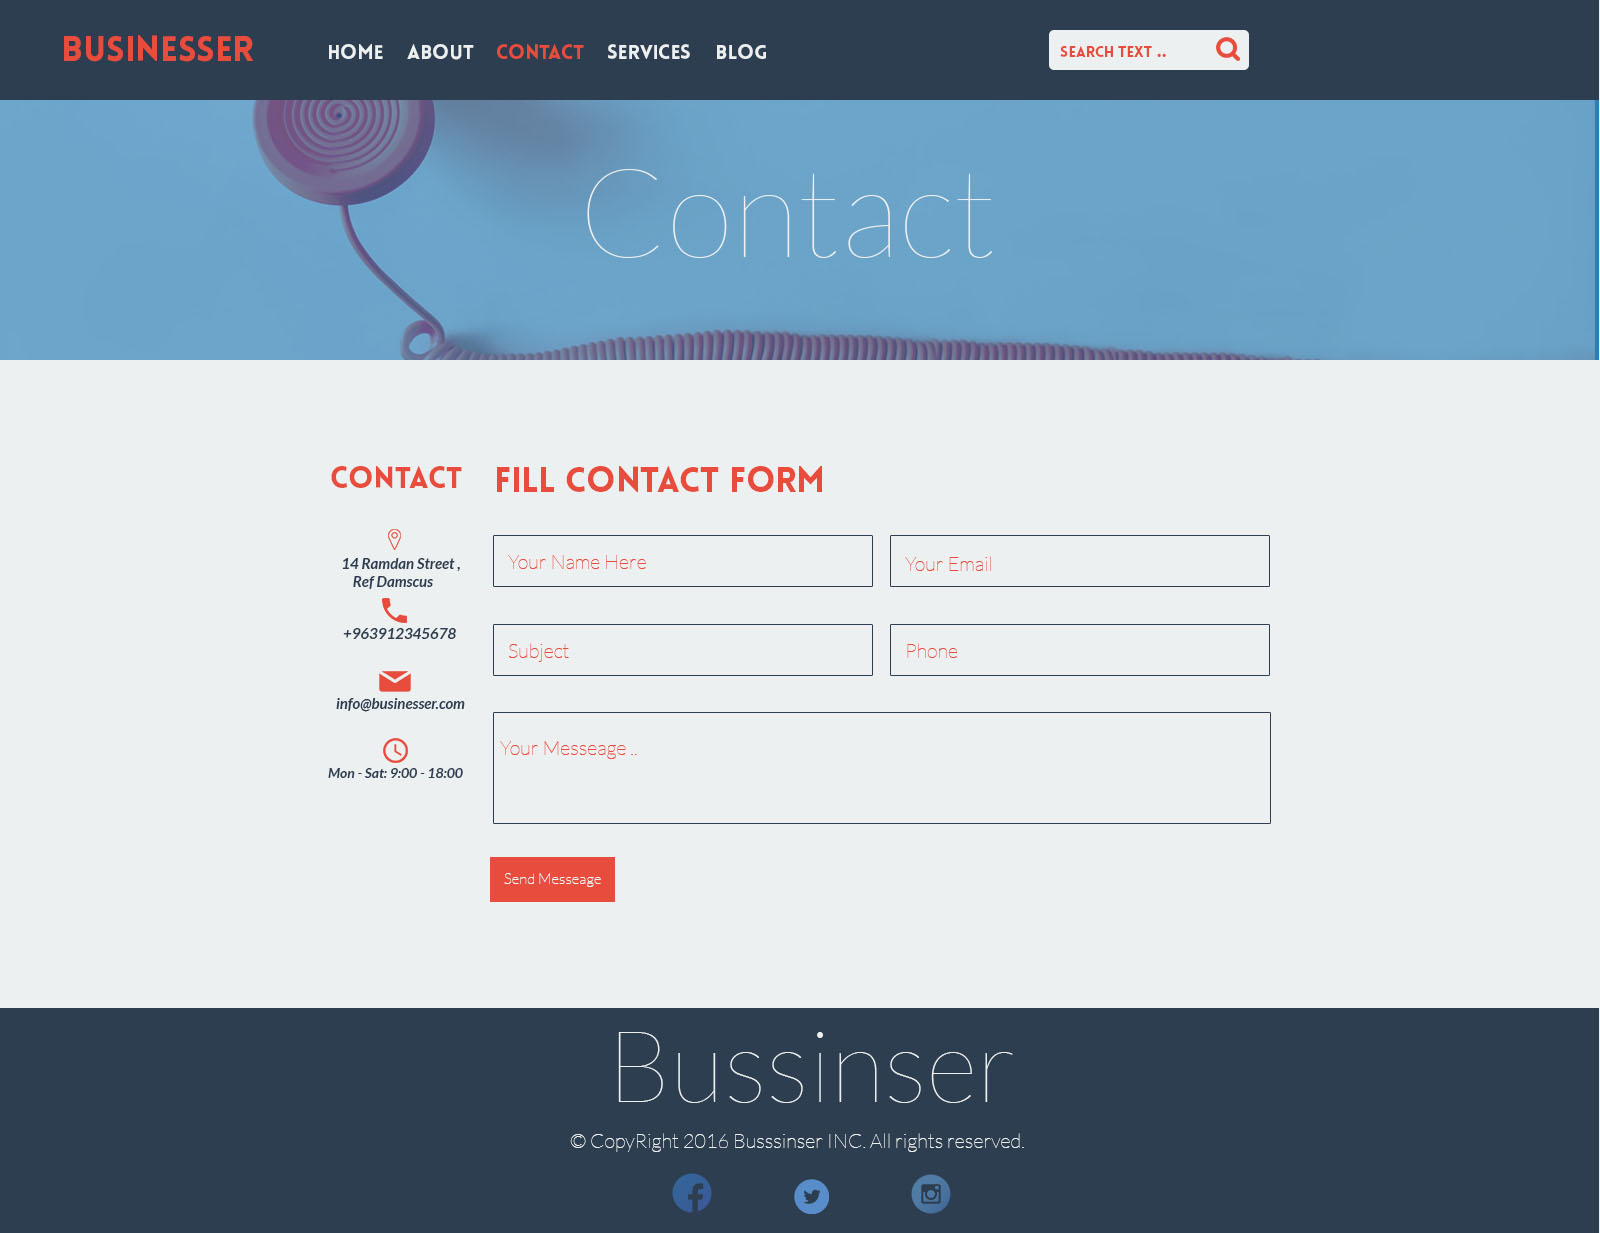 BUSINESSER
HOME ABOUT CONTACT SERVICES BLOG
SEARCH TEXT ..
Contact
CONTACT
14 Ramdan Street ,
Ref Damscus
+963912345678
info@businesser.com
Mon - Sat: 9:00 - 18:00
FILL CONTACT FORM
Your Name Here
Your Email
Subject
Phone
Your Messeage ..
Send Messeage
Bussinser
© CopyRight 2016 Busssinser INC. All rights reserved.